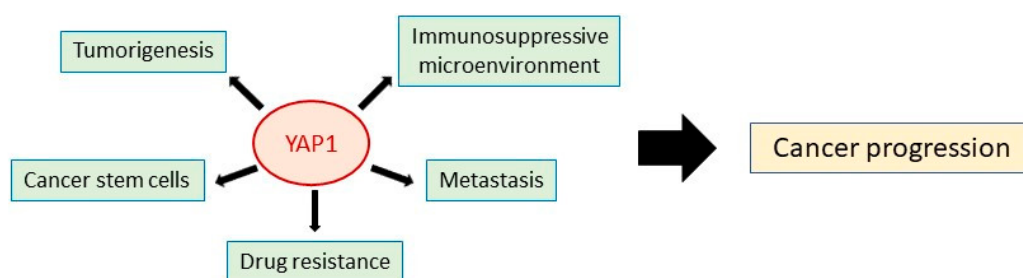 Tumorigenesis
Immunosuppressive
microenvironment
YAP1
Cancer progression
Cancer stem cells
Metastasis
Drug resistance